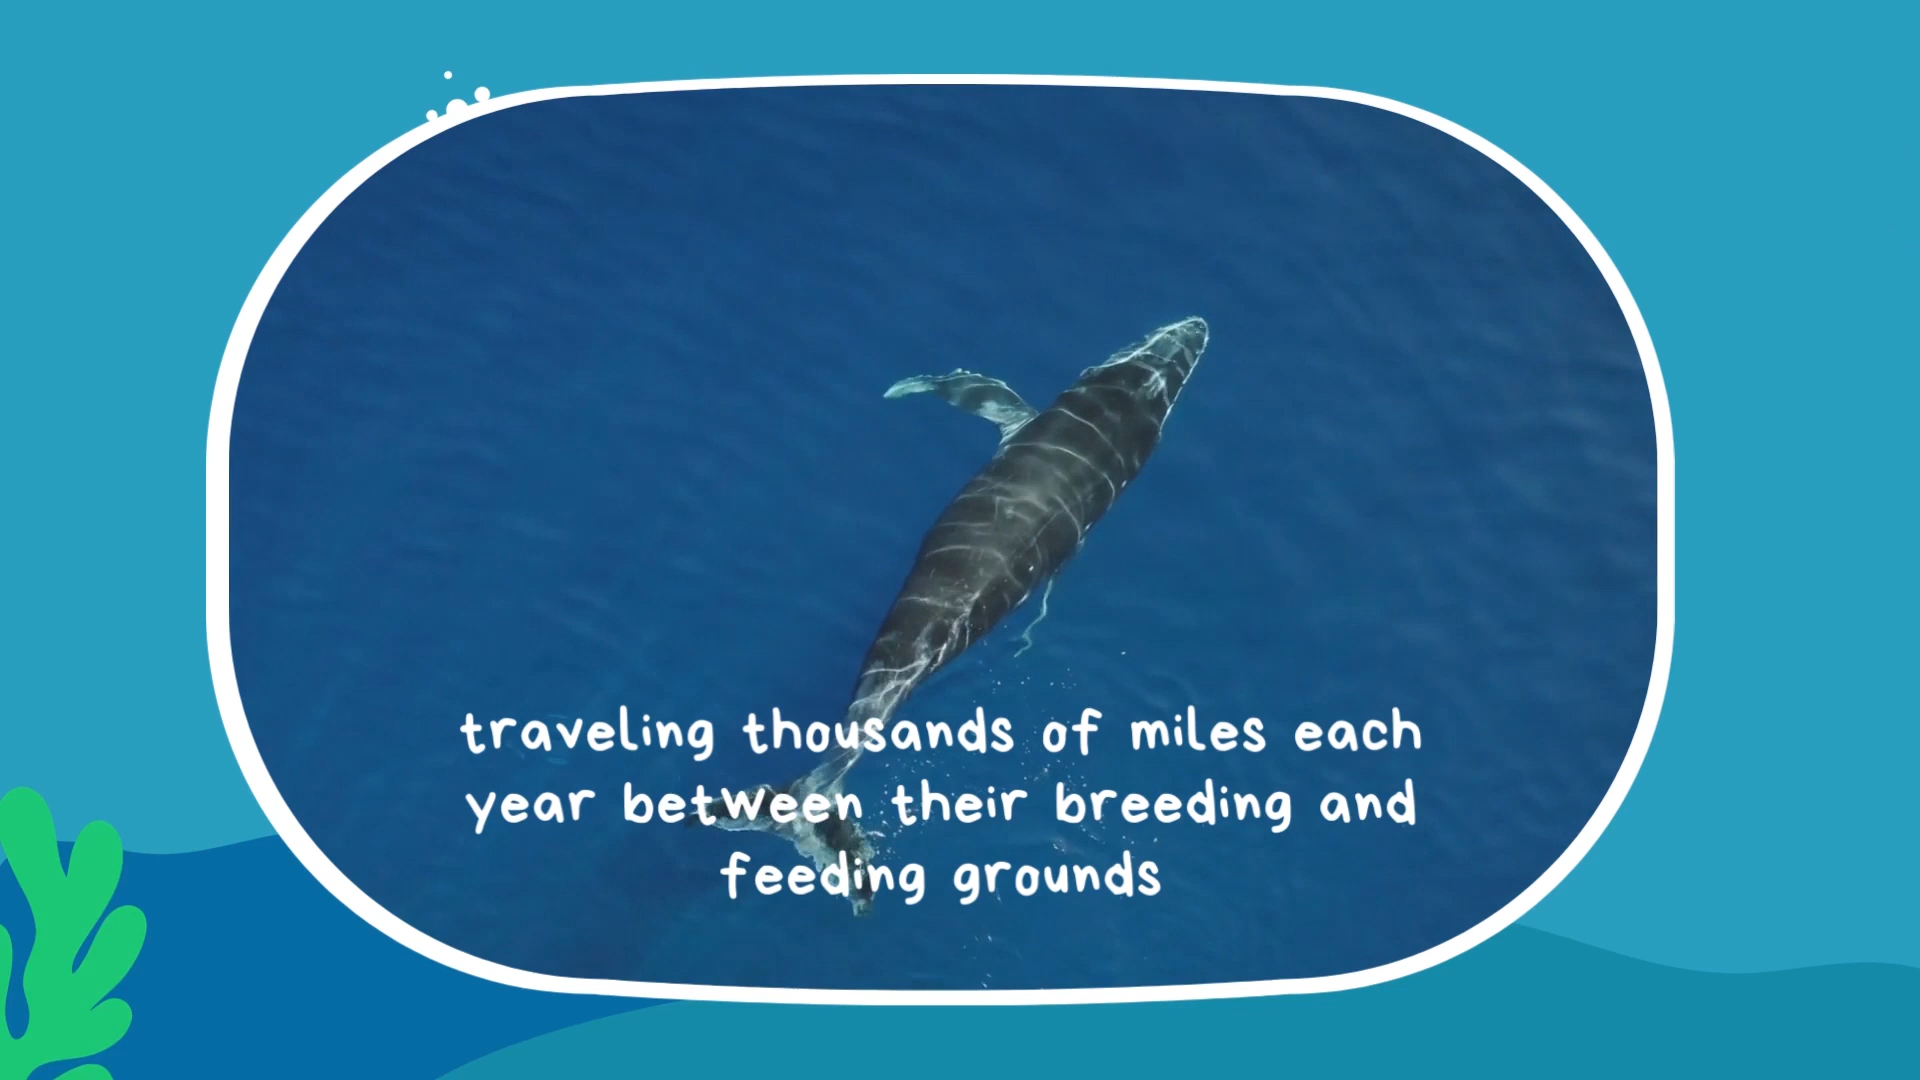 traveling thousands of miles each
year between their breeding and
feeding grounds